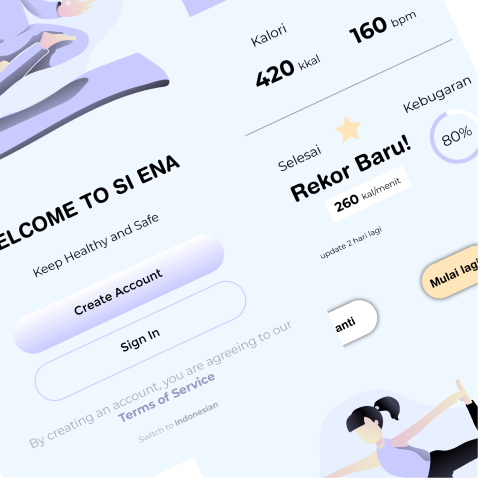 ELCOME TO SI ENA
Keep Healthy and Safe
Create Account
Sign In
By creating an account, you are agreeing to our
Terms of Service
Switch to Indonesian
Kalori
420 kkal
160 bpm
Kebugaran
80%
Selesai
Rekor Baru!
260 kal/menit
update 2 hari lagi
anti
Mulai lagi